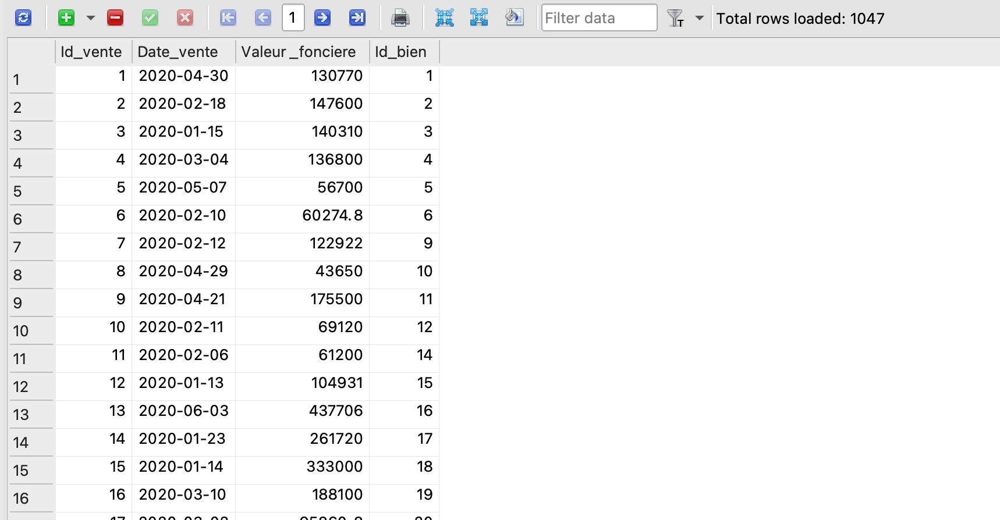 1 Filter data Total rows loaded: 1047
Id_vente Date_vente Valeur _fonciere Id_bien
1 1 2020-04-30 130770 1
2 2 2020-02-18 147600 2
3 3 2020-01-15 140310 3
4 4 2020-03-04 136800 4
5 5 2020-05-07 56700 5
6 6 2020-02-10 60274.8 6
7 7 2020-02-12 122922 9
8 8 2020-04-29 43650 10
9 9 2020-04-21 175500 11
10 10 2020-02-11 69120 12
11 11 2020-02-06 61200 14
12 12 2020-01-13 104931 15
13 13 2020-06-03 437706 16
14 14 2020-01-23 261720 17
15 15 2020-01-14 333000 18
16 16 2020-03-10 188100 19